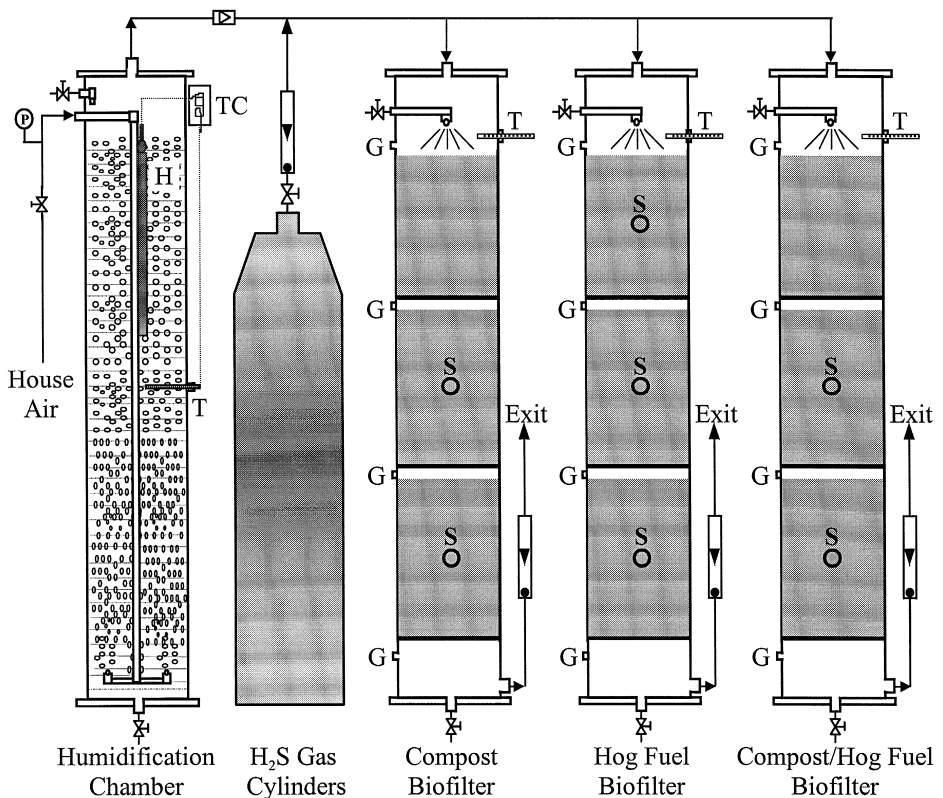 P
TC
H
T
House
Air
G
T
G
T
G
T
S
G
G
G
S
S
S
Exit
Exit
Exit
G
G
G
S
S
S
G
G
G
Humidification
Chamber
H₂S Gas
Cylinders
Compost
Biofilter
Hog Fuel
Biofilter
Compost/Hog Fuel
Biofilter